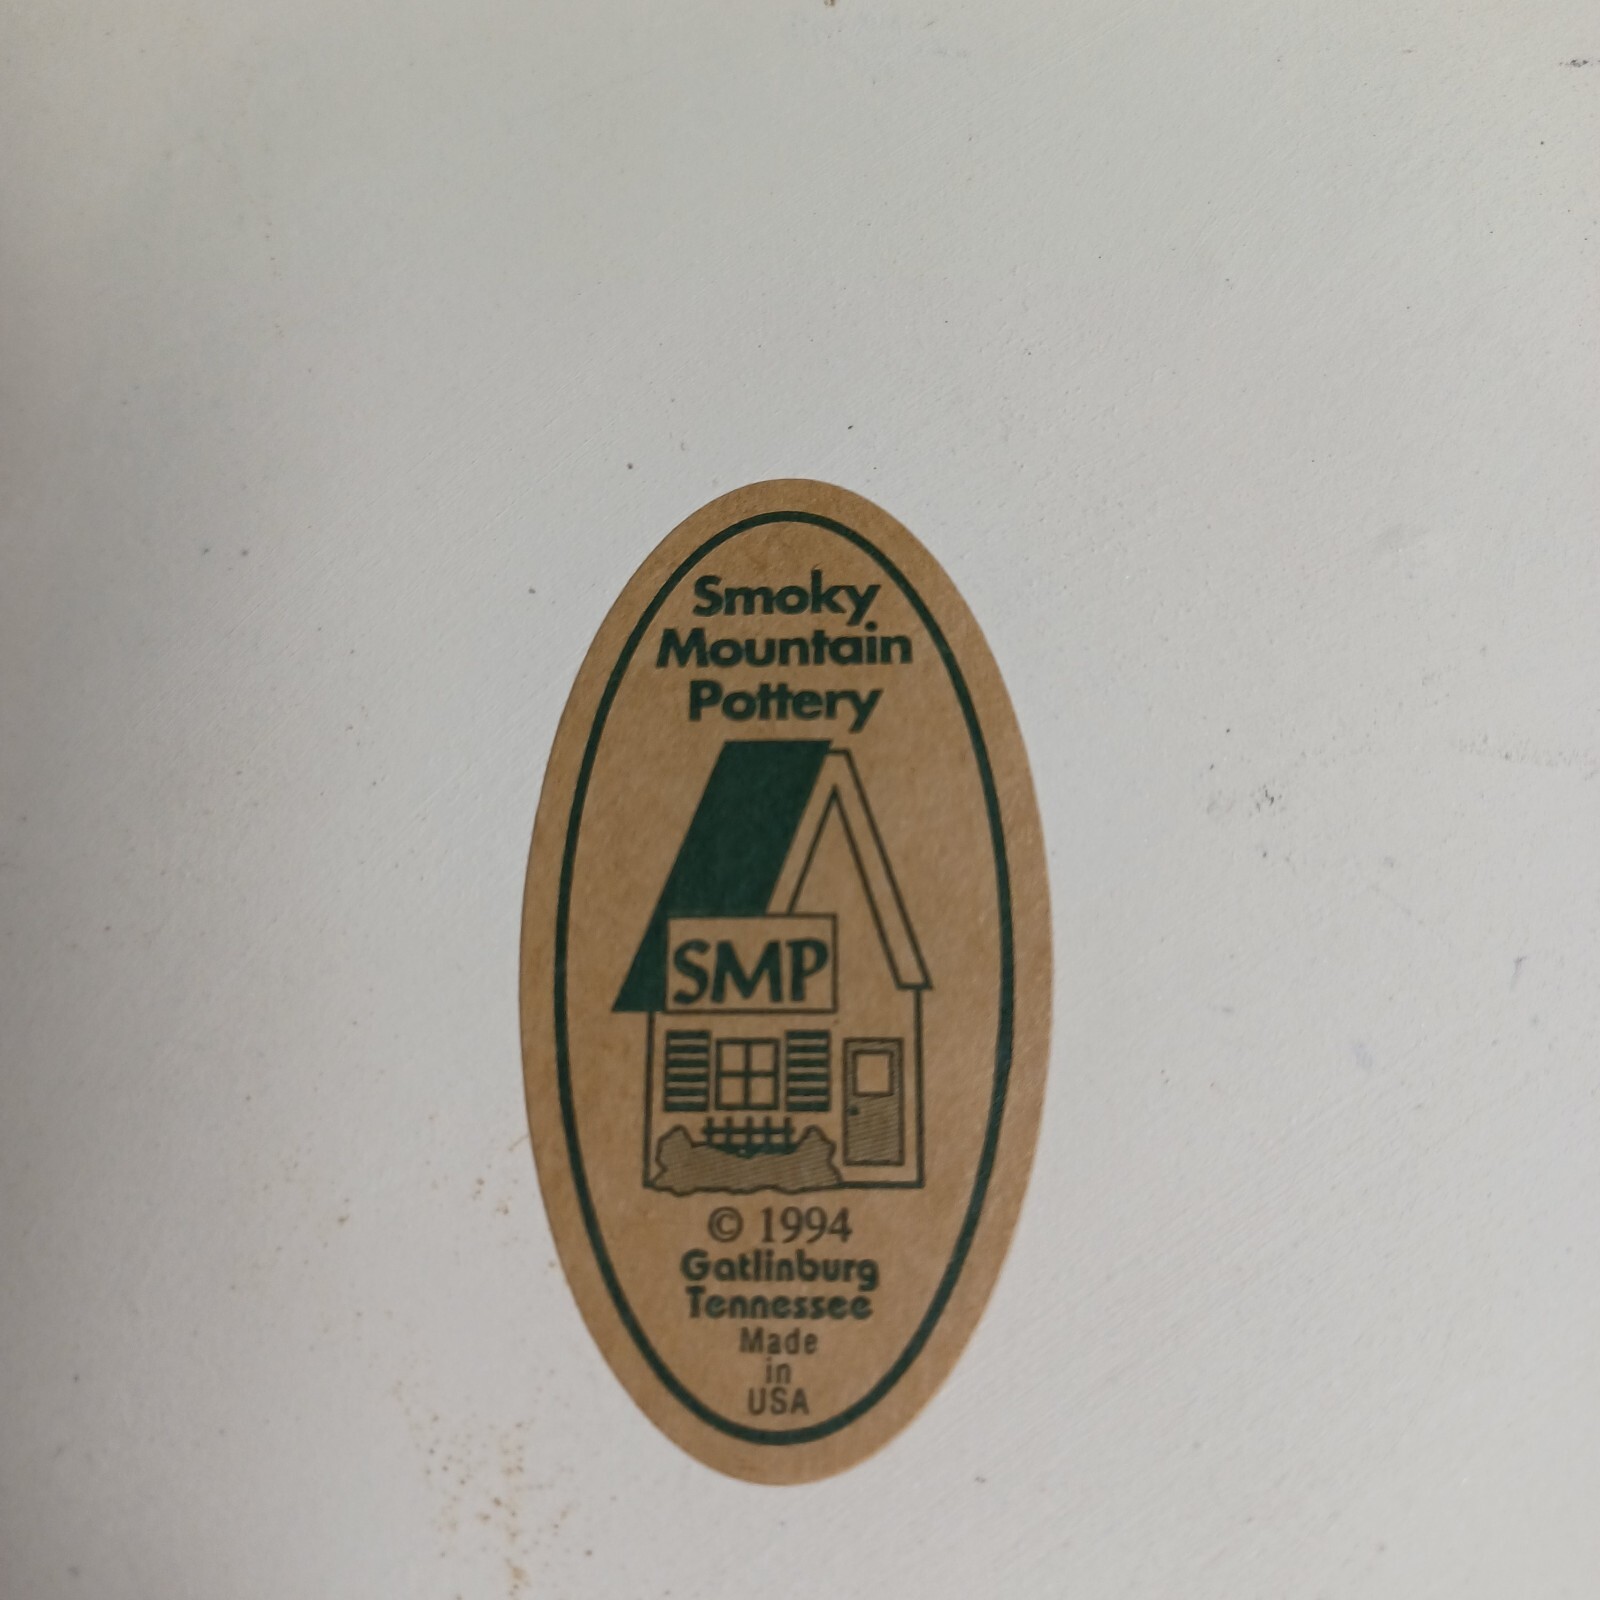 Smoky
Mountain
Pottery
SMP
© 1994
Gatlinburg
Tennessee
Made
in
USA